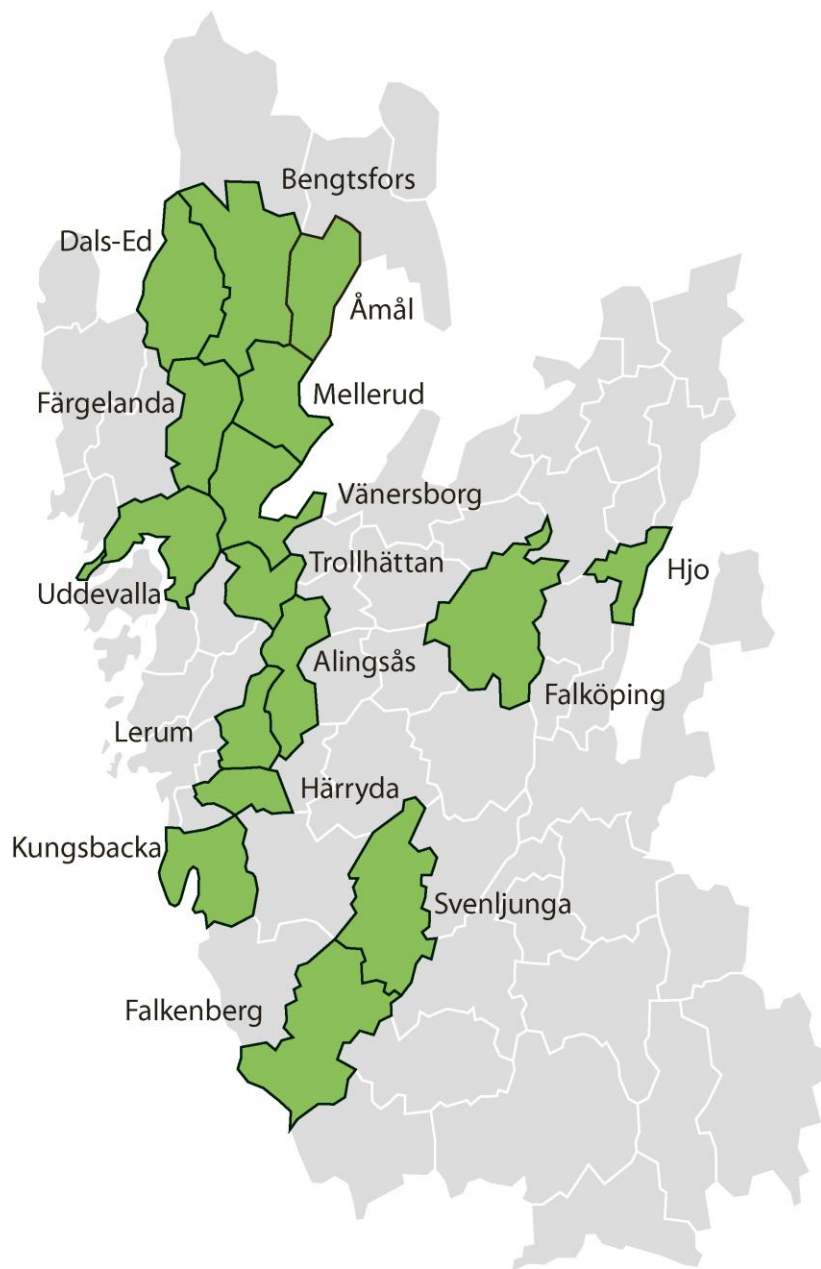 Bengtsfors
Dals-Ed
Åmål
Färgelanda
Mellerud
Vänersborg
Trollhättan
Hjo
Uddevalla
Alingsås
Falköping
Lerum
Härryda
Kungsbacka
Svenljunga
Falkenberg